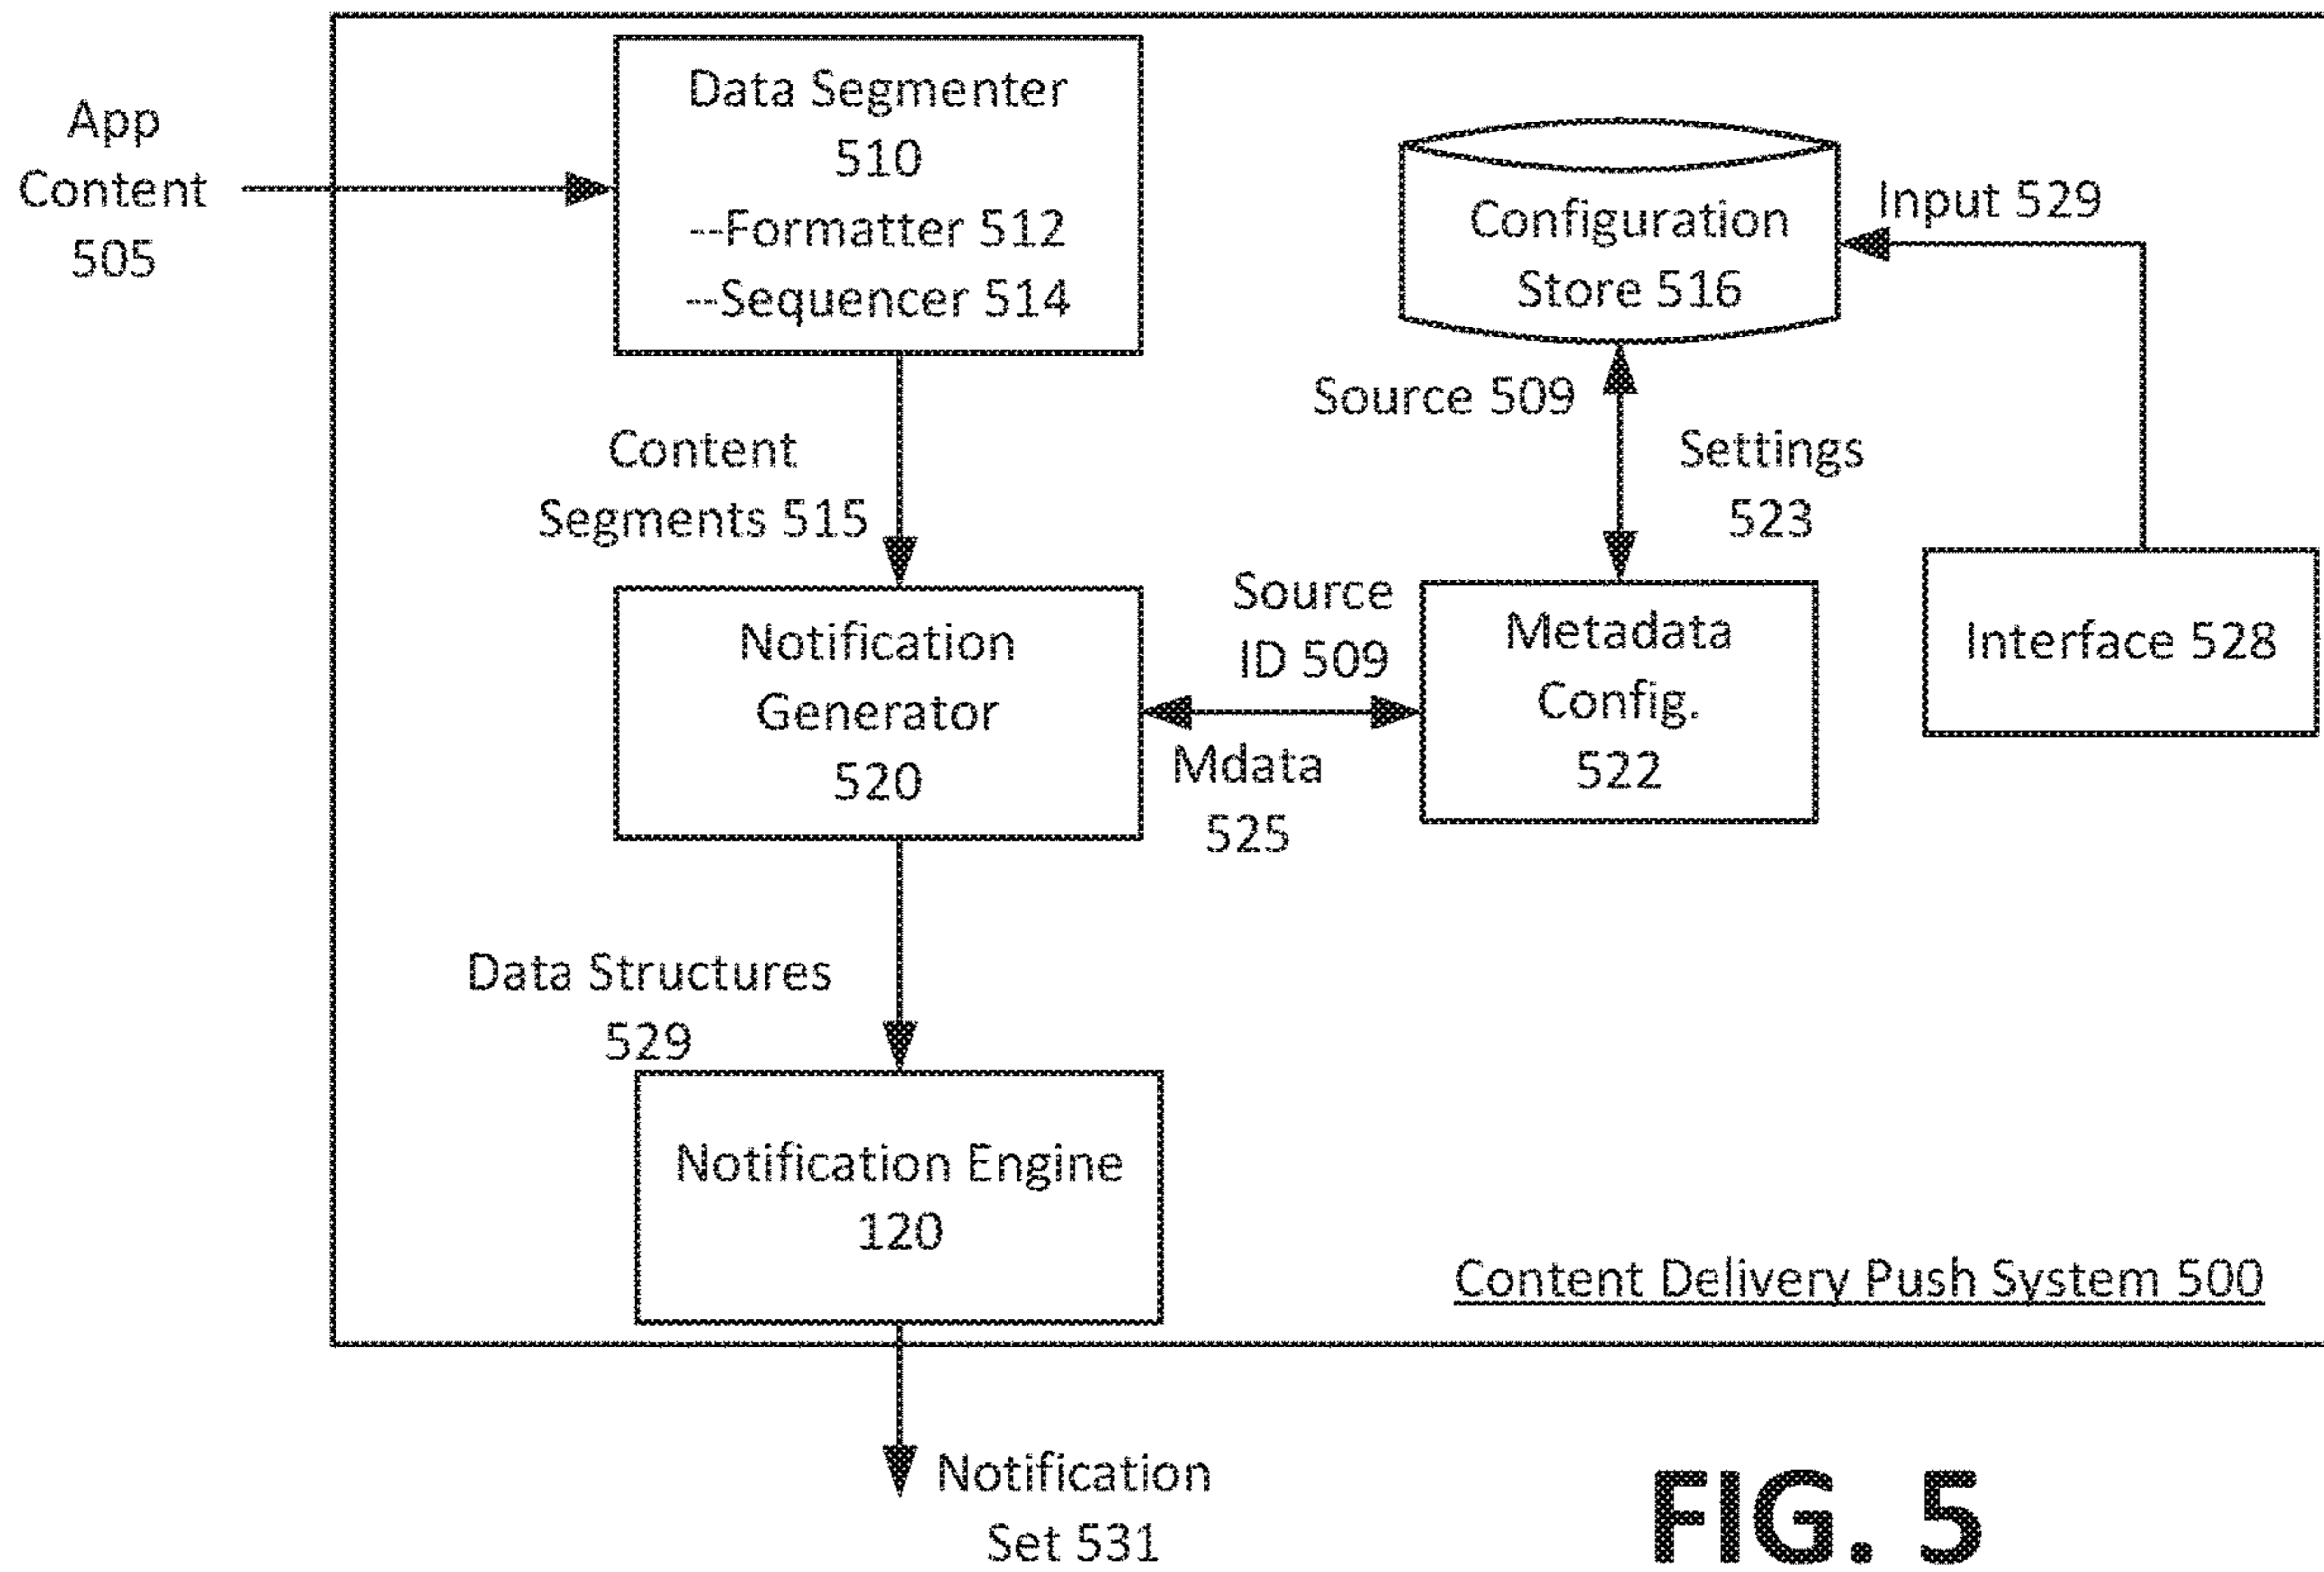 App
Content
505
Data Segmenter
510
--Formatter 512
--Sequencer 514
Configuration
Store 516
Input 529
Source 509
Settings
523
Content
Segments 515
Notification
Generator
520
Source
ID 509
Mdata
525
Metadata
Config.
522
Interface 528
Data Structures
529
Notification Engine
120
Content Delivery Push System 500
Notification
Set 531
FIG. 5